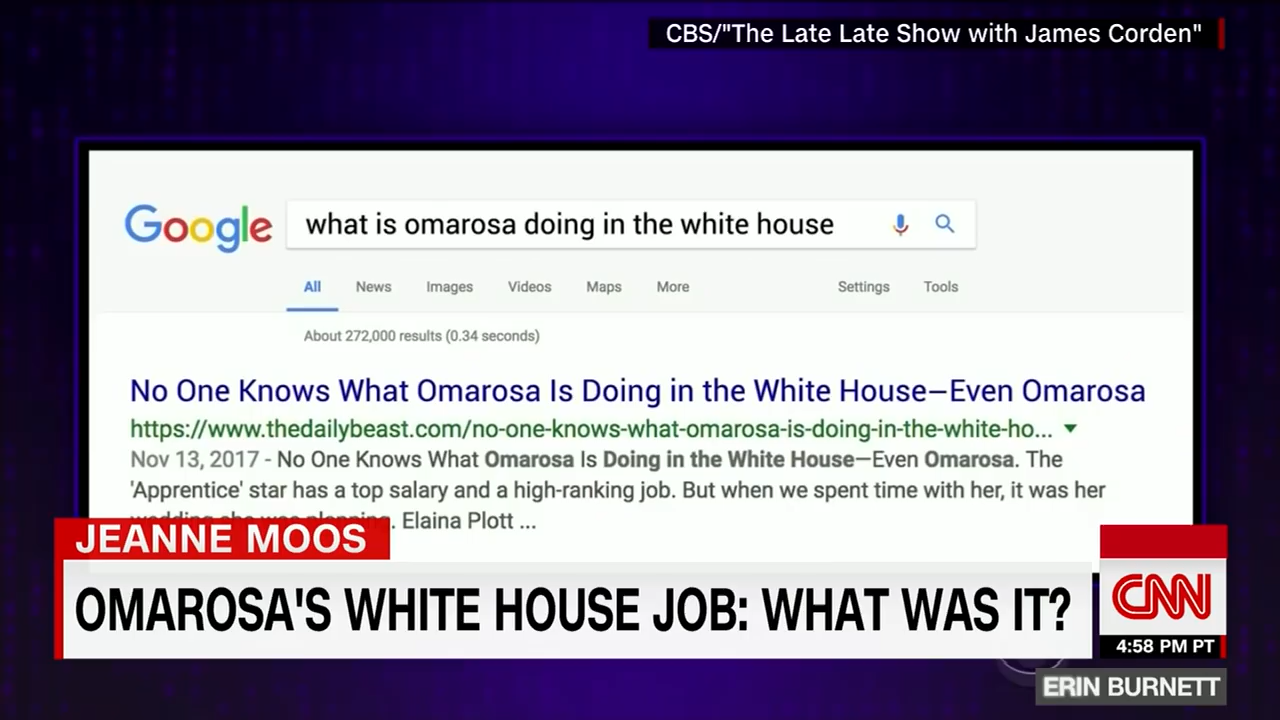 CBS/"The Late Late Show with James Corden"
Google
what is omarosa doing in the white house
All News Images Videos Maps More Settings Tools
About 272,000 results (0.34 seconds)
No One Knows What Omarosa Is Doing in the White House—Even Omarosa
https://www.thedailybeast.com/no-one-knows-what-omarosa-is-doing-in-the-white-ho...
Nov 13, 2017 - No One Knows What Omarosa Is Doing in the White House—Even Omarosa. The
'Apprentice' star has a top salary and a high-ranking job. But when we spent time with her, it was her
wedding she was planning. Elaina Plott ...
JEANNE MOOS
OMAROSA'S WHITE HOUSE JOB: WHAT WAS IT?
CNN
4:58 PM PT
ERIN BURNETT